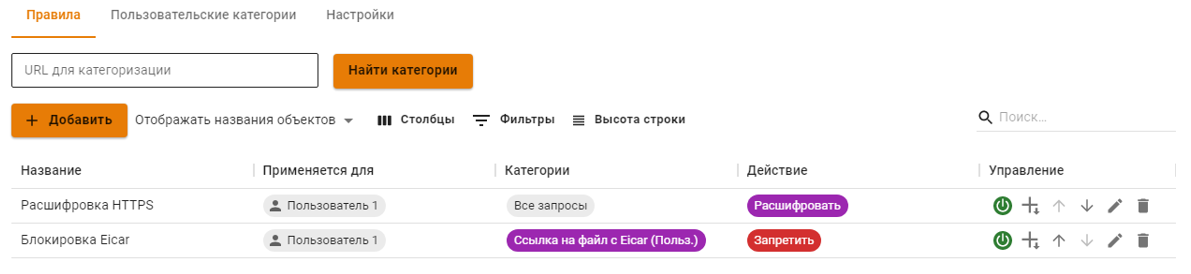 Правила Пользовательские категории Настройки
URL для категоризации Найти категории
Добавить Отображать названия объектов Столбцы Фильтры Высота строки Поиск...
Название Применяется для Категории Действие Управление
Расшифровка HTTPS Пользователь 1 Все запросы Расшифровать
Блокировка Eicar Пользователь 1 Ссылка на файл с Eicar (Польз.) Запретить